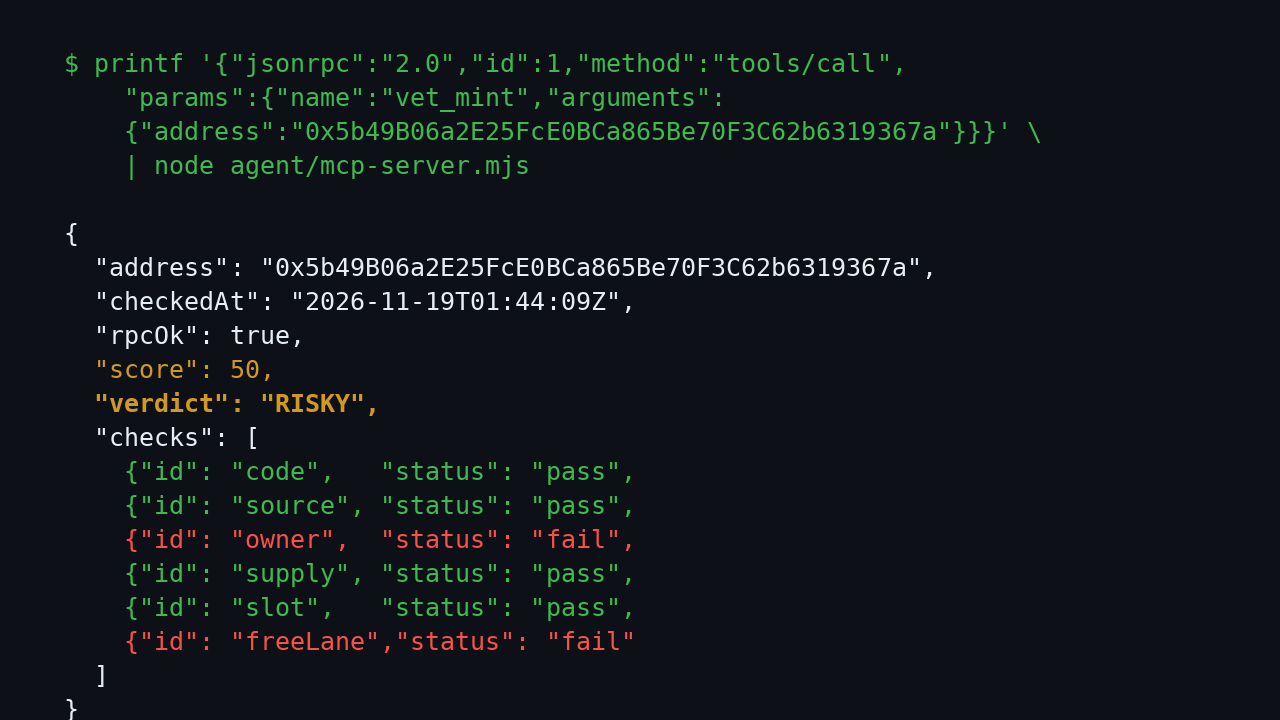 $ printf '{"jsonrpc":"2.0","id":1,"method":"tools/call",
"params":{"name":"vet_mint","arguments":
{"address":"0x5b49B06a2E25FcE0BCa865Be70F3C62b6319367a"}}}' \
| node agent/mcp-server.mjs
{
"address": "0x5b49B06a2E25FcE0BCa865Be70F3C62b6319367a",
"checkedAt": "2026-11-19T01:44:09Z",
"rpcOk": true,
"score": 50,
"verdict": "RISKY",
"checks": [
{"id": "code",   "status": "pass",
{"id": "source", "status": "pass",
{"id": "owner",  "status": "fail",
{"id": "supply", "status": "pass",
{"id": "slot",   "status": "pass",
{"id": "freeLane","status": "fail"
]
}